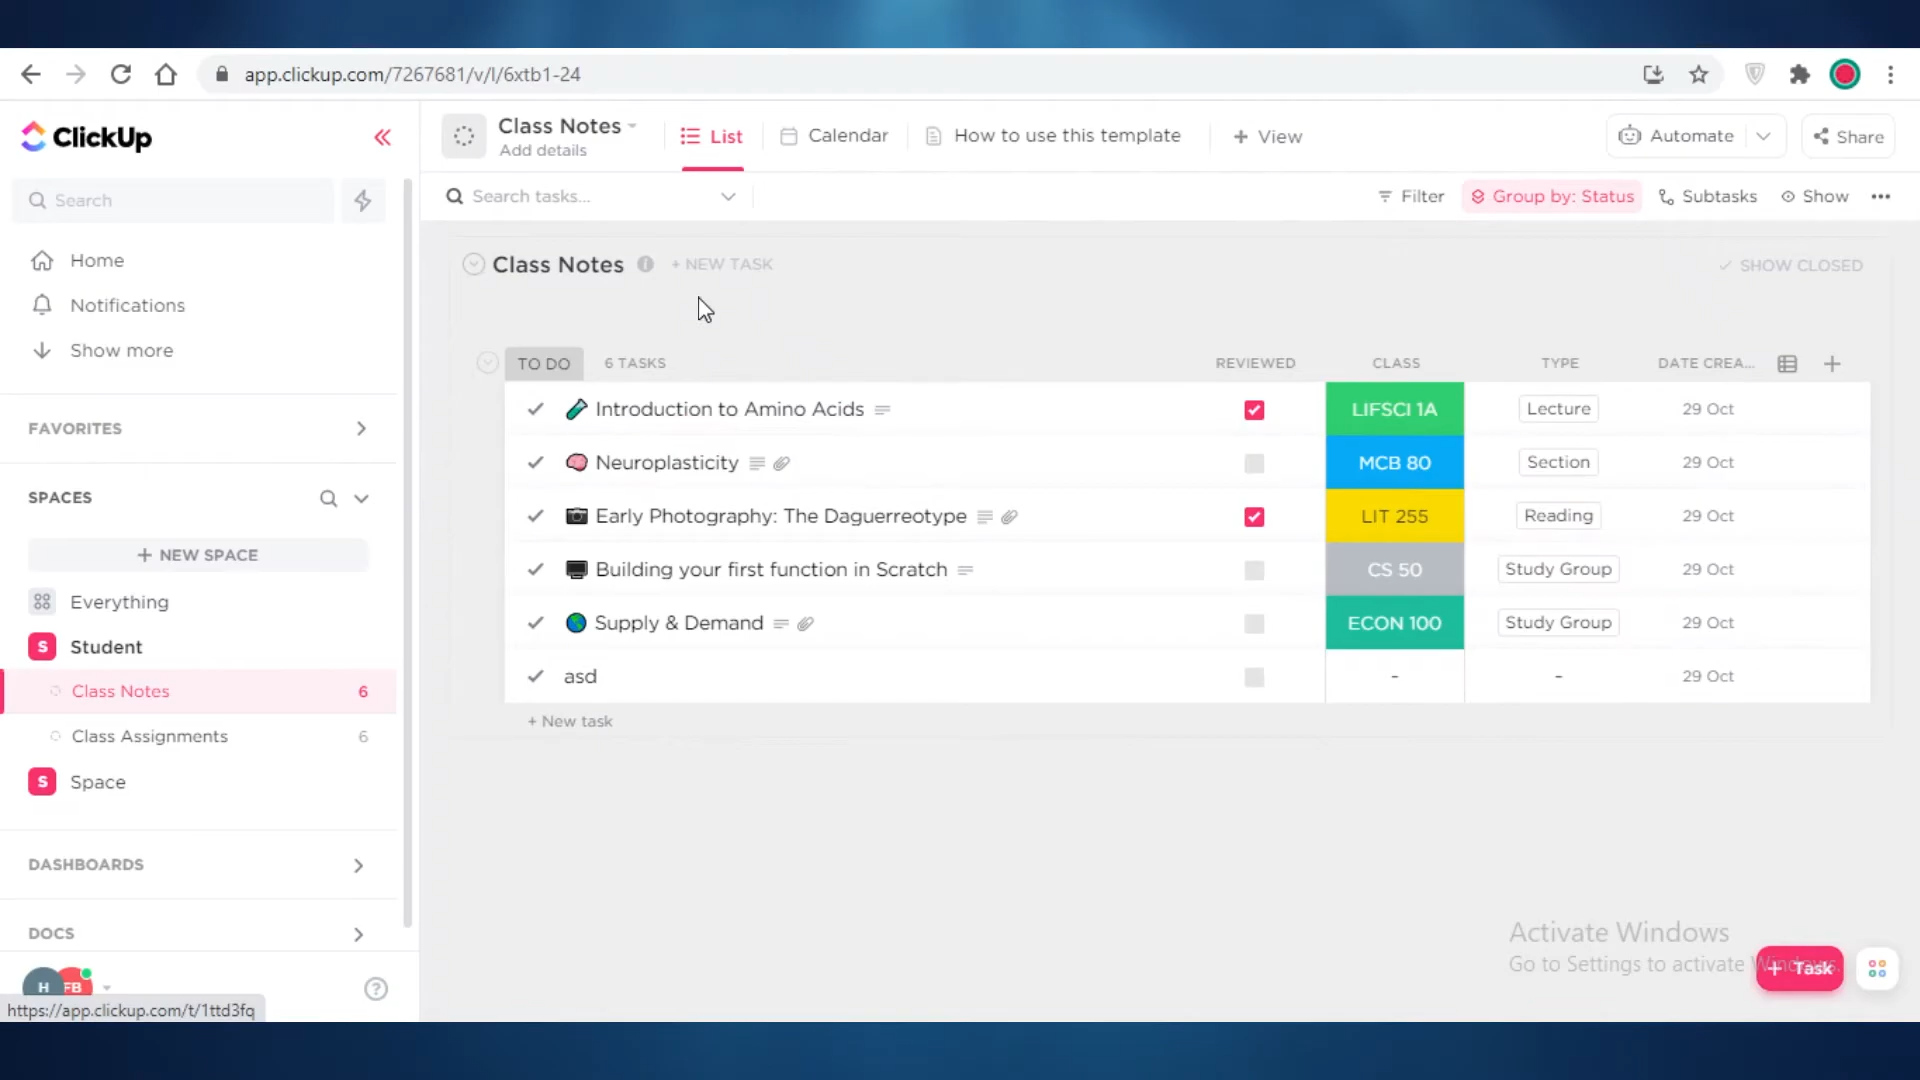 app.clickup.com/7267681/v/l/6xtb1-24
ClickUp
Class Notes
Add details
List
Calendar
How to use this template
+ View
Automate
Share
Search
Search tasks...
Filter
Group by: Status
Subtasks
Show
Home
Notifications
Show more
FAVORITES
SPACES
+ NEW SPACE
Everything
S Student
Class Notes 6
Class Assignments 6
S Space
DASHBOARDS
DOCS
H FB
https://app.clickup.com/t/1ttd3fq
Class Notes
+ NEW TASK
SHOW CLOSED
TO DO 6 TASKS REVIEWED CLASS TYPE DATE CREA...
Introduction to Amino Acids LIFSCI 1A Lecture 29 Oct
Neuroplasticity MCB 80 Section 29 Oct
Early Photography: The Daguerreotype LIT 255 Reading 29 Oct
Building your first function in Scratch CS 50 Study Group 29 Oct
Supply & Demand ECON 100 Study Group 29 Oct
asd - - 29 Oct
+ New task
Activate Windows
Go to Settings to activate Windows.
+ Task